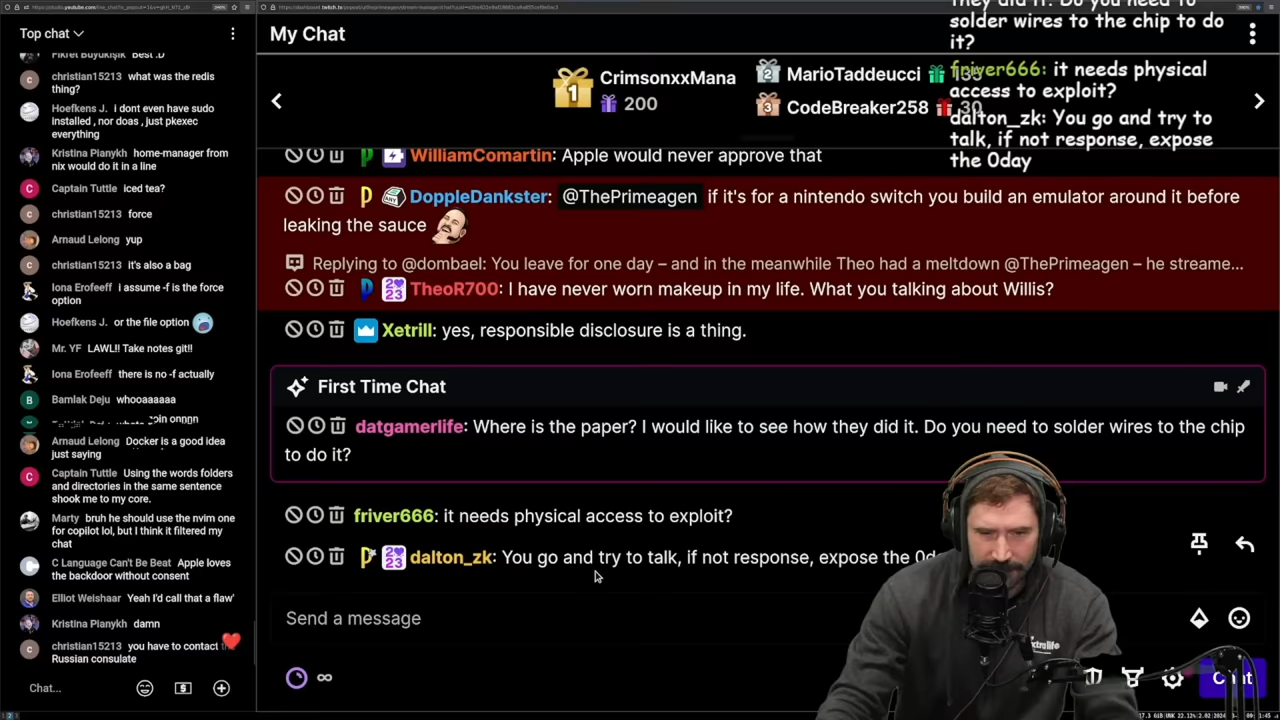 Top chat
Fikret Büyükışık Best :D
christian15213 what was the redis
thing?
Hoefkens J. i dont even have sudo
installed , nor doas , just pkexec
everything
Kristina Pianykh home-manager from
nix would do it in a line
Captain Tuttle iced tea?
christian15213 force
Arnaud Lelong yup
christian15213 it's also a bag
Iona Erofeeff i assume -f is the force
option
Hoefkens J. or the file option
Mr. YF LAWL!! Take notes git!!
Iona Erofeeff there is no -f actually
Bamlak Deju whooaaaaaa
Arnaud Lelong Docker is a good idea
just saying
Captain Tuttle Using the words folders
and directories in the same sentence
shook me to my core.
Marty bruh he should use the nvim one
for copilot lol, but I think it filtered my
chat
C Language Can't Be Beat Apple loves
the backdoor without consent
Elliot Weishaar Yeah I'd call that a flaw'
Kristina Pianykh damn
christian15213 you have to contact
Russian consulate
Chat...
My Chat
1 CrimsonxxMana
200
2 MarioTaddeucci
3 CodeBreaker258 30
WilliamComartin: Apple would never approve that
DoppleDankster: @ThePrimeagen if it's for a nintendo switch you build an emulator around it before
leaking the sauce
Replying to @dombael: You leave for one day – and in the meanwhile Theo had a meltdown @ThePrimeagen – he streame...
TheoR700: I have never worn makeup in my life. What you talking about Willis?
Xetrill: yes, responsible disclosure is a thing.
First Time Chat
datgamerlife: Where is the paper? I would like to see how they did it. Do you need to solder wires to the chip
to do it?
friver666: it needs physical access to exploit?
dalton_zk: You go and try to talk, if not response, expose the 0d
Send a message
Chat
they did it. Do you need to
solder wires to the chip to do
it?
friver666: it needs physical
access to exploit?
dalton_zk: You go and try to
talk, if not response, expose
the 0day